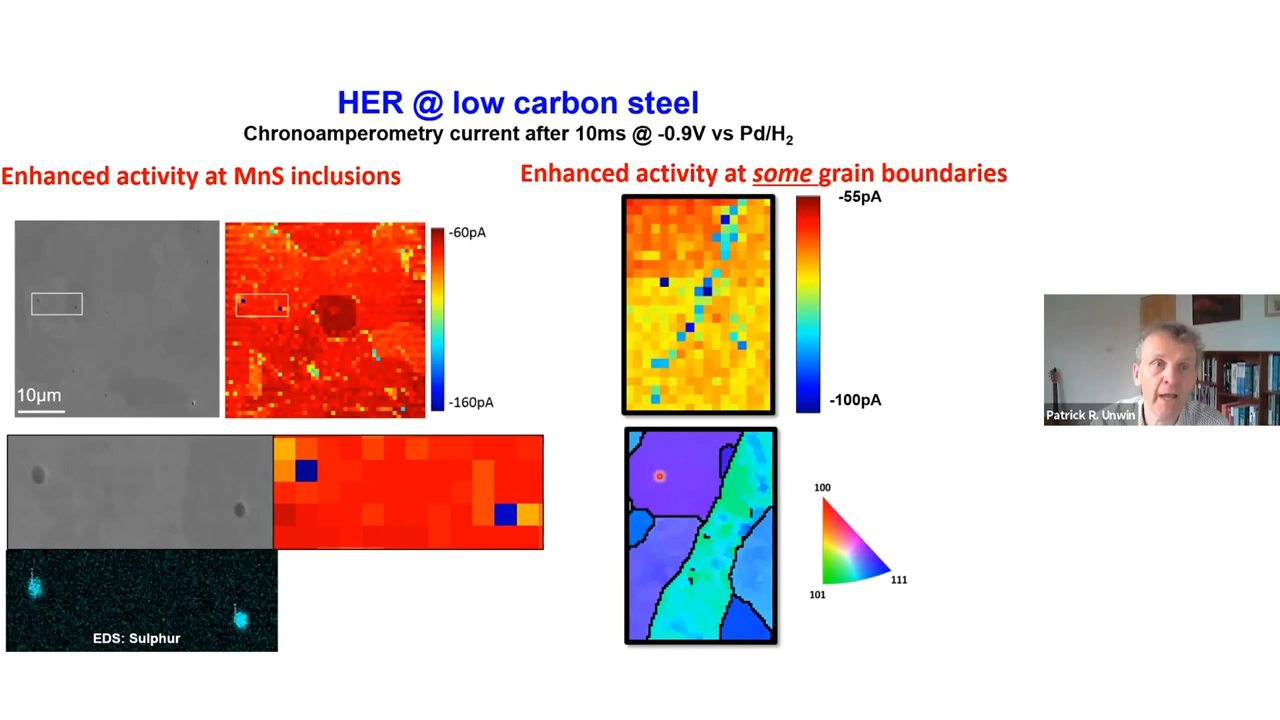 HER @ low carbon steel
Chronoamperometry current after 10ms @ -0.9V vs Pd/H₂
Enhanced activity at MnS inclusions
Enhanced activity at some grain boundaries
-60pA
-160pA
10µm
EDS: Sulphur
-55pA
-100pA
100
101
111
Patrick R. Unwin